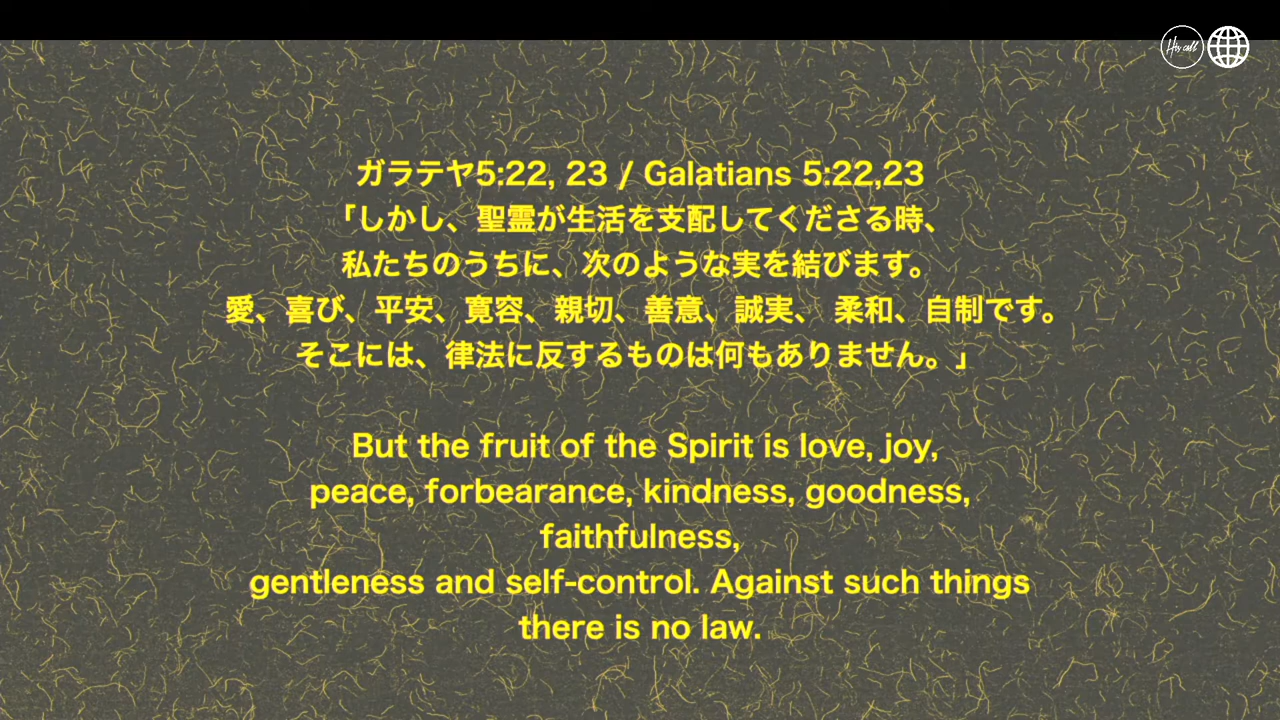 His call
ガラテヤ5:22, 23 / Galatians 5:22,23
「しかし、聖霊が生活を支配してくださる時、
私たちのうちに、次のような実を結びます。
愛、喜び、平安、寛容、親切、善意、誠実、 柔和、自制です。
そこには、律法に反するものは何もありません。」
But the fruit of the Spirit is love, joy,
peace, forbearance, kindness, goodness,
faithfulness,
gentleness and self-control. Against such things
there is no law.